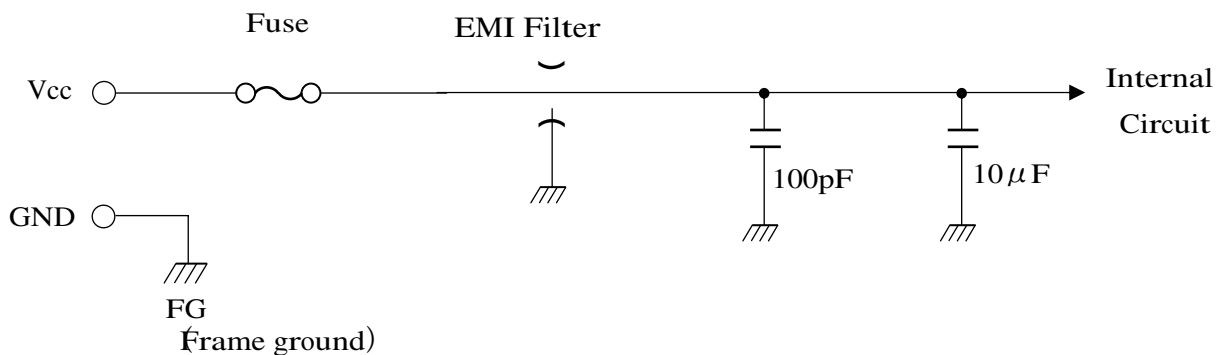 Fuse
EMI Filter
Vcc
Internal
Circuit
100pF
10μF
GND
FG
(Frame ground)